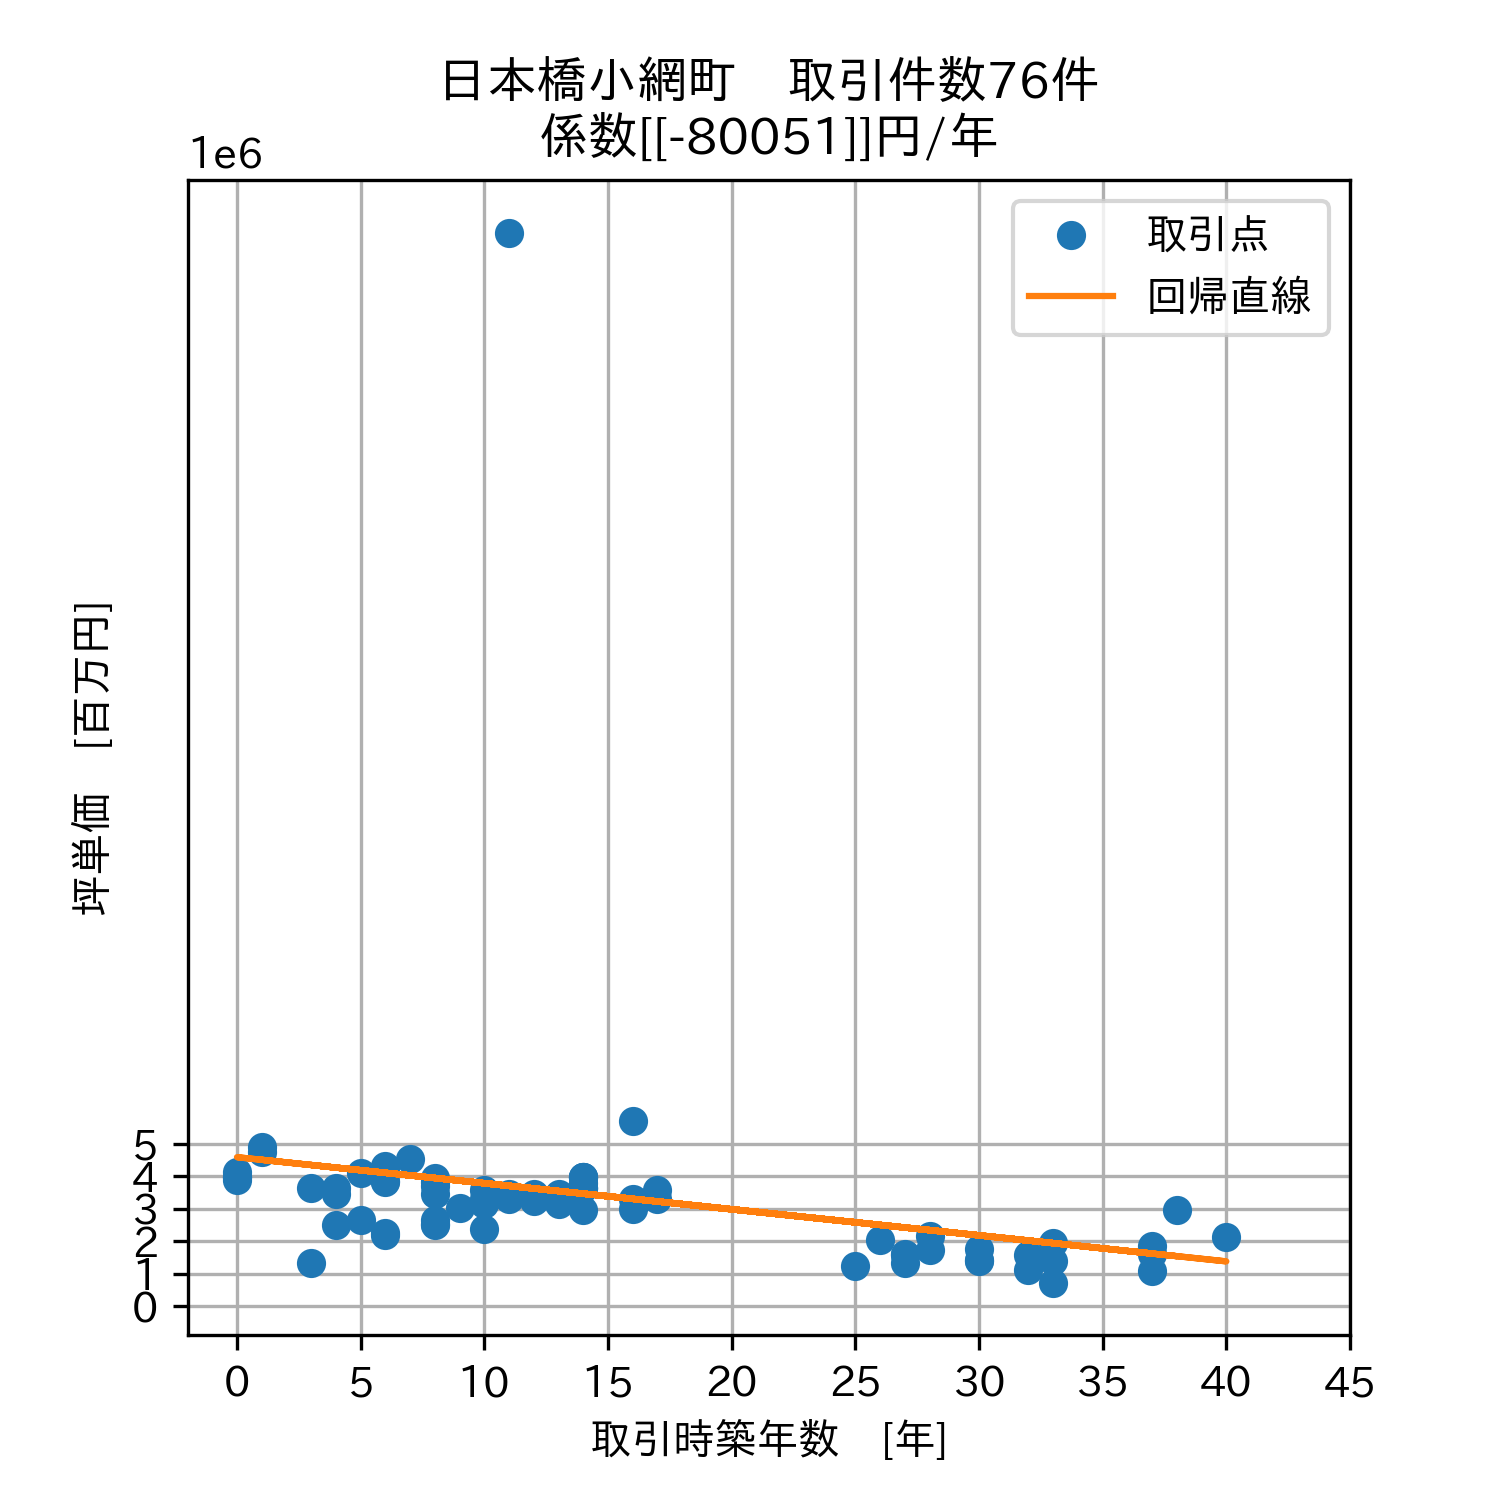 日本橋小網町　取引件数76件
係数[[-80051]]円/年
1e6
取引点
回帰直線
坪単価　[百万円]
5
4
3
2
1
0
0 5 10 15 20 25 30 35 40 45
取引時築年数　[年]